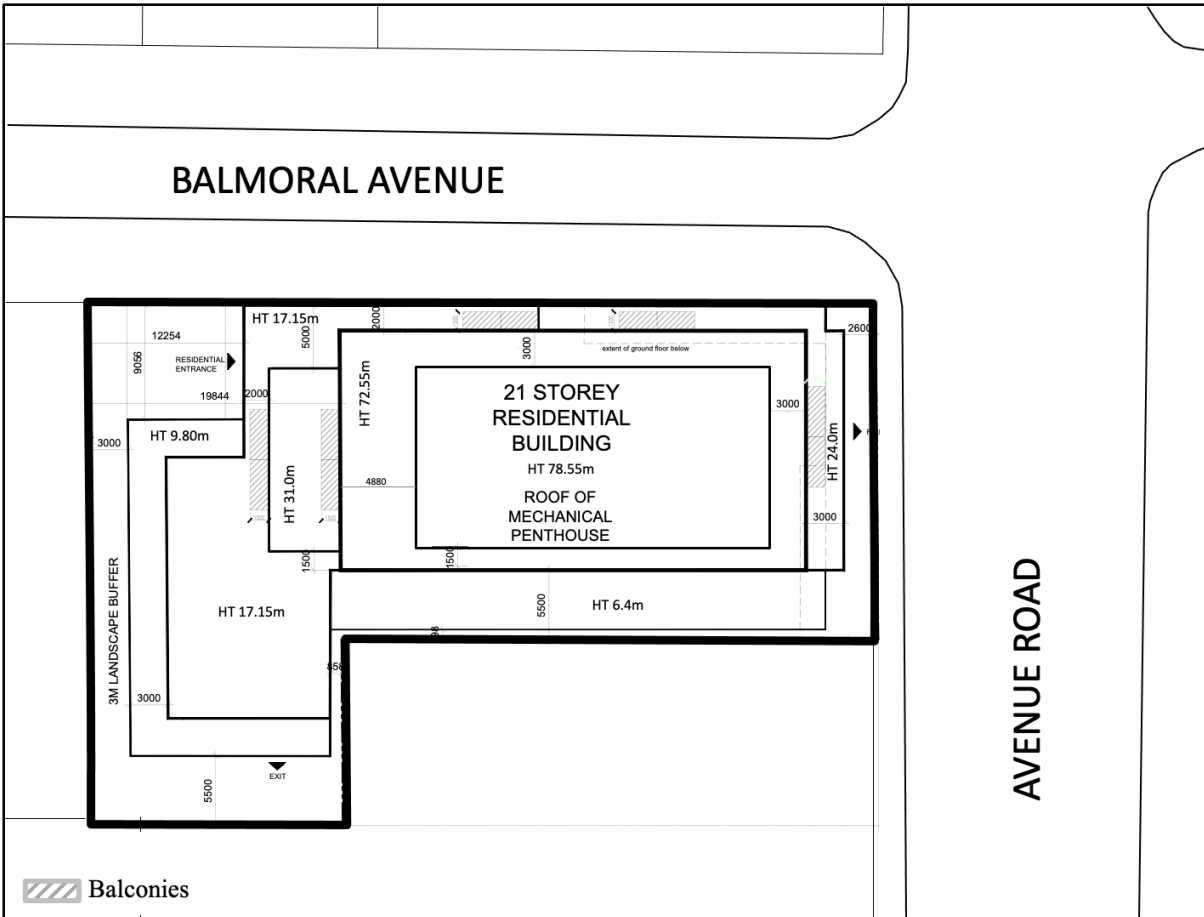 BALMORAL AVENUE
HT 17.15m
2000
5000
12254
9056
RESIDENTIAL
ENTRANCE
19844
2000
3000
HT 9.80m
HT 72.55m
3000
extent of ground floor below
2600
21 STOREY
RESIDENTIAL
BUILDING
HT 78.55m
ROOF OF
MECHANICAL
PENTHOUSE
3000
HT 24.0m
3000
4880
HT 31.0m
1500
1500
1500
1500
HT 17.15m
5500
HT 6.4m
3M LANDSCAPE BUFFER
3000
EXIT
5500
AVENUE ROAD
Balconies